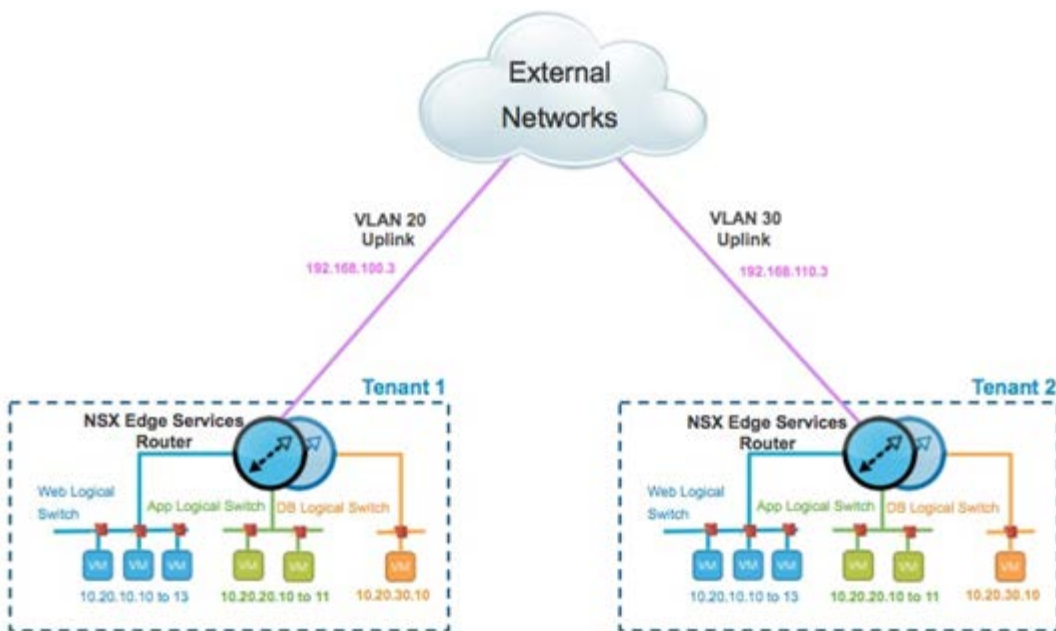 External
Networks
VLAN 20
Uplink
192.168.100.3
VLAN 30
Uplink
192.168.110.3
Tenant 1
NSX Edge Services
Router
Web Logical
Switch
App Logical Switch
DB Logical Switch
VM
VM
VM
VM
VM
VM
10.20.10.10 to 13
10.20.20.10 to 11
10.20.30.10
Tenant 2
NSX Edge Services
Router
Web Logical
Switch
App Logical Switch
DB Logical Switch
VM
VM
VM
VM
VM
VM
10.20.10.10 to 13
10.20.20.10 to 11
10.20.30.10